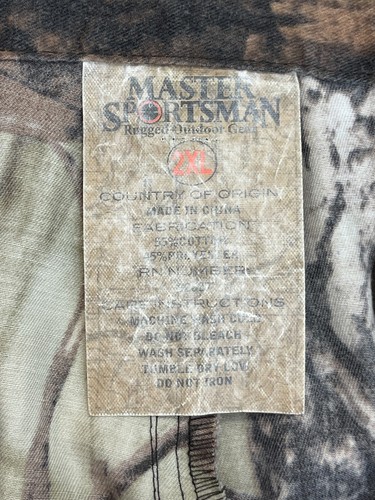 MASTER
SPORTSMAN
Rugged Outdoor Gear
2XL
COUNTRY OF ORIGIN
MADE IN CHINA
FABRICATION
55%COTTON
45%POLYESTER
RN NUMBER
CARE INSTRUCTIONS
MACHINE WASH COLD
DO NOT BLEACH
WASH SEPARATELY
TUMBLE DRY LOW
DO NOT IRON